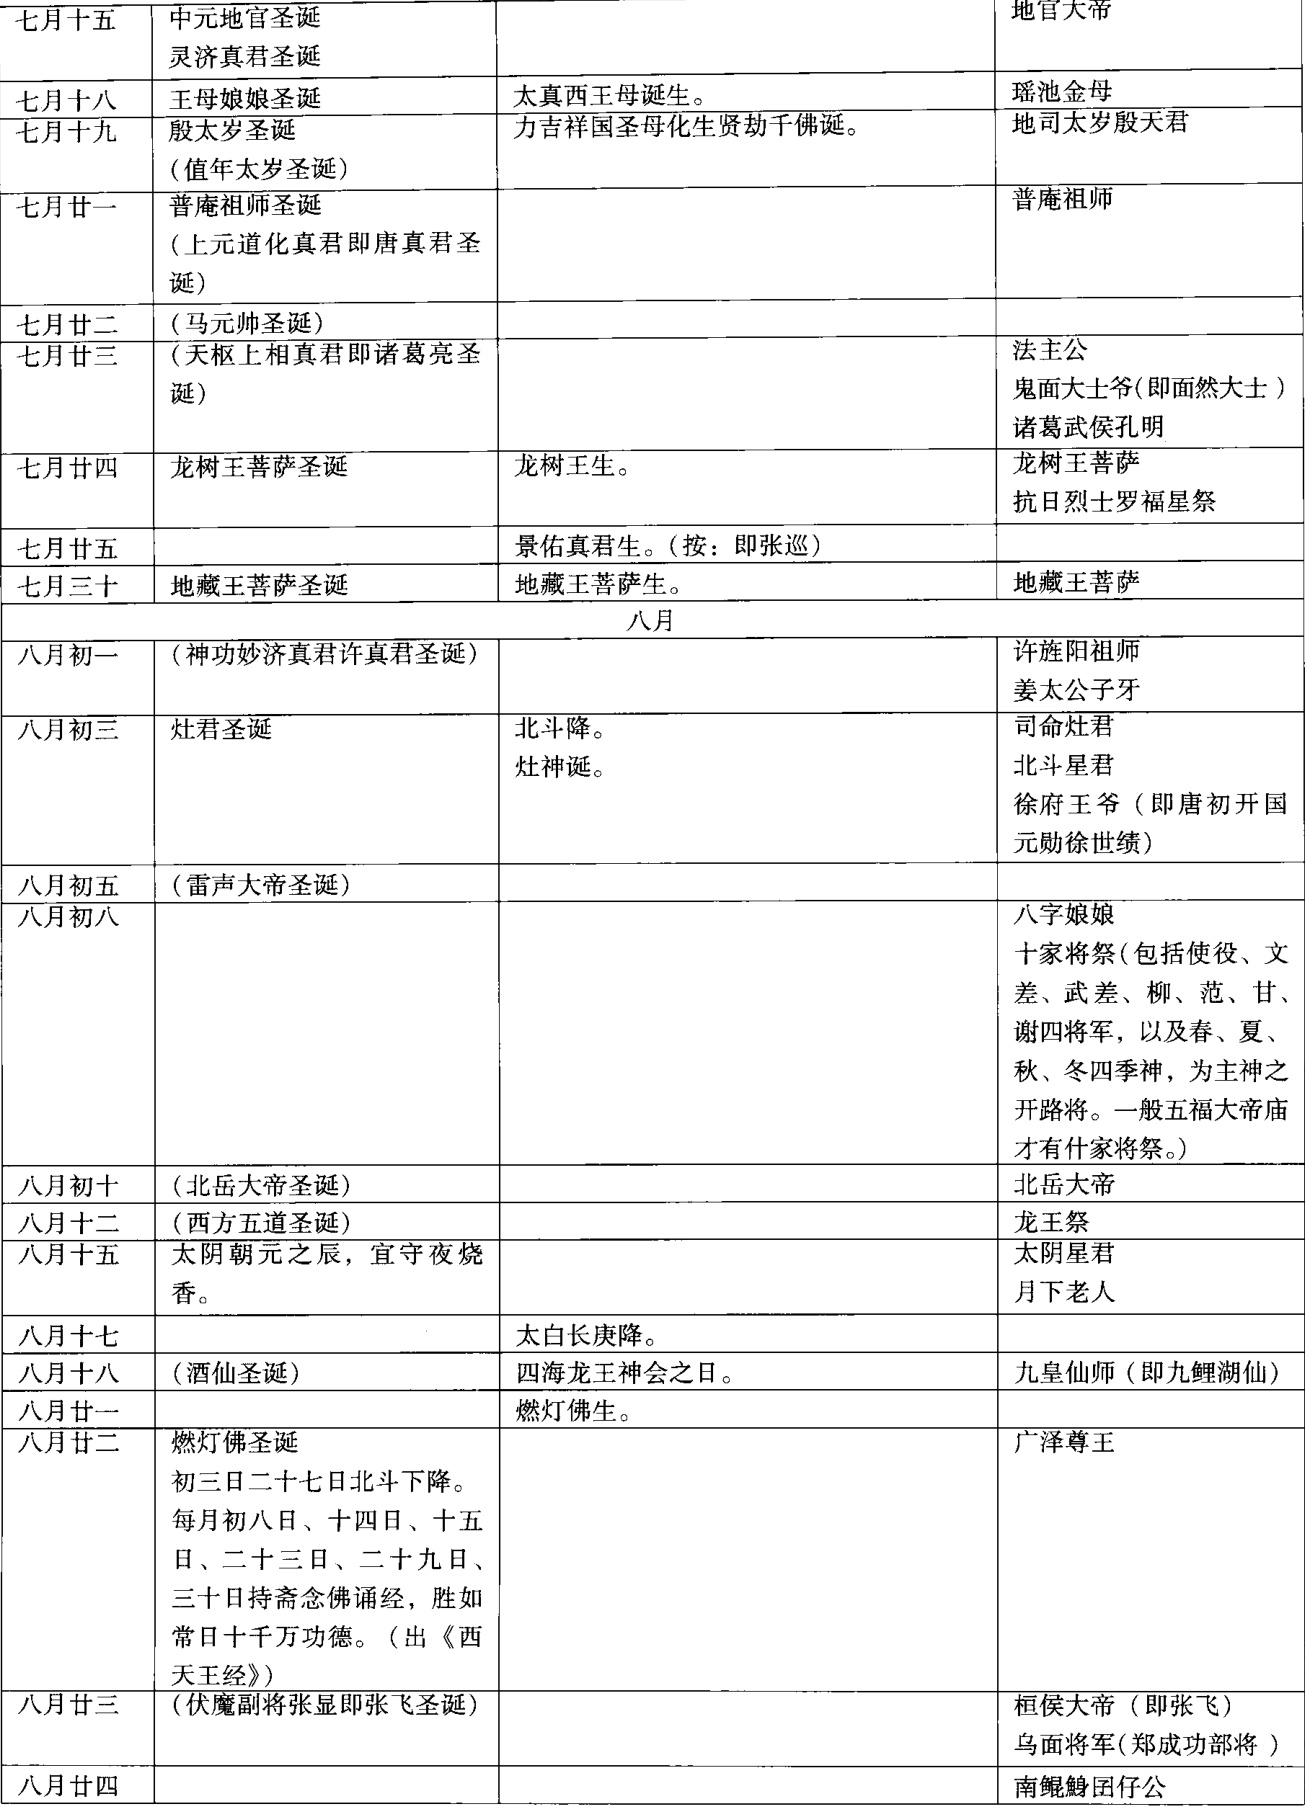 七月十五
中元地官圣诞
灵济真君圣诞
地官大帝
七月十八
王母娘娘圣诞
太真西王母诞生。
瑶池金母
七月十九
殷太岁圣诞
(值年太岁圣诞)
力吉祥国圣母化生贤劫千佛诞。
地司太岁殷天君
七月廿一
普庵祖师圣诞
(上元道化真君即唐真君圣
诞)
普庵祖师
七月廿二
(马元帅圣诞)
七月廿三
(天枢上相真君即诸葛亮圣
诞)
法主公
鬼面大士爷(即面然大士)
诸葛武侯孔明
七月廿四
龙树王菩萨圣诞
龙树王生。
龙树王菩萨
抗日烈士罗福星祭
七月廿五
景佑真君生。(按：即张巡)
七月三十
地藏王菩萨圣诞
地藏王菩萨生。
地藏王菩萨
八月
八月初一
(神功妙济真君许真君圣诞)
许旌阳祖师
姜太公子牙
八月初三
灶君圣诞
北斗降。
灶神诞。
司命灶君
北斗星君
徐府王爷(即唐初开国
元勋徐世绩)
八月初五
(雷声大帝圣诞)
八月初八
八字娘娘
十家将祭(包括使役、文
差、武差、柳、范、甘、
谢四将军，以及春、夏、
秋、冬四季神，为主神之
开路将。一般五福大帝庙
才有什家将祭。)
八月初十
(北岳大帝圣诞)
北岳大帝
八月十二
(西方五道圣诞)
龙王祭
八月十五
太阴朝元之辰，宜守夜烧
香。
太阴星君
月下老人
八月十七
太白长庚降。
八月十八
(酒仙圣诞)
四海龙王神会之日。
九皇仙师(即九鲤湖仙)
八月廿一
燃灯佛生。
八月廿二
燃灯佛圣诞
初三日二十七日北斗下降。
每月初八日、十四日、十五
日、二十三日、二十九日、
三十日持斋念佛诵经，胜如
常日十千万功德。(出《西
天王经》)
广泽尊王
八月廿三
(伏魔副将张显即张飞圣诞)
桓侯大帝(即张飞)
乌面将军(郑成功部将)
八月廿四
南鲲鯓囝仔公